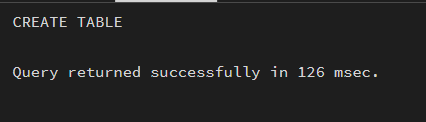 CREATE TABLE
Query returned successfully in 126 msec.